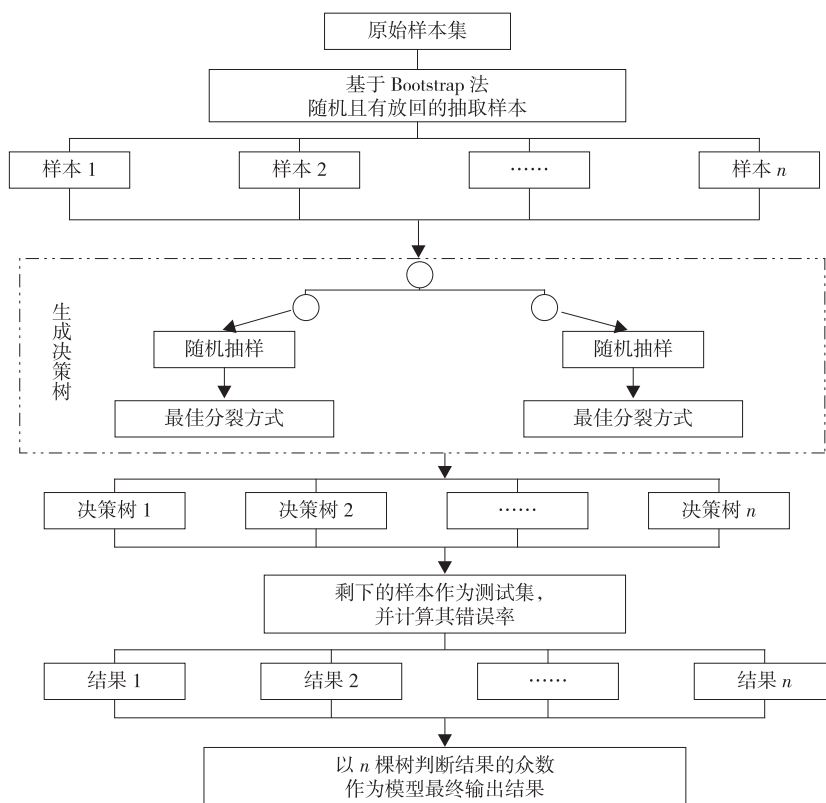 原始样本集
基于 Bootstrap 法
随机且有放回的抽取样本
样本 1
样本 2
……
样本 n
生成决策树
随机抽样
随机抽样
最佳分裂方式
最佳分裂方式
决策树 1
决策树 2
……
决策树 n
剩下的样本作为测试集，
并计算其错误率
结果 1
结果 2
……
结果 n
以 n 棵树判断结果的众数
作为模型最终输出结果